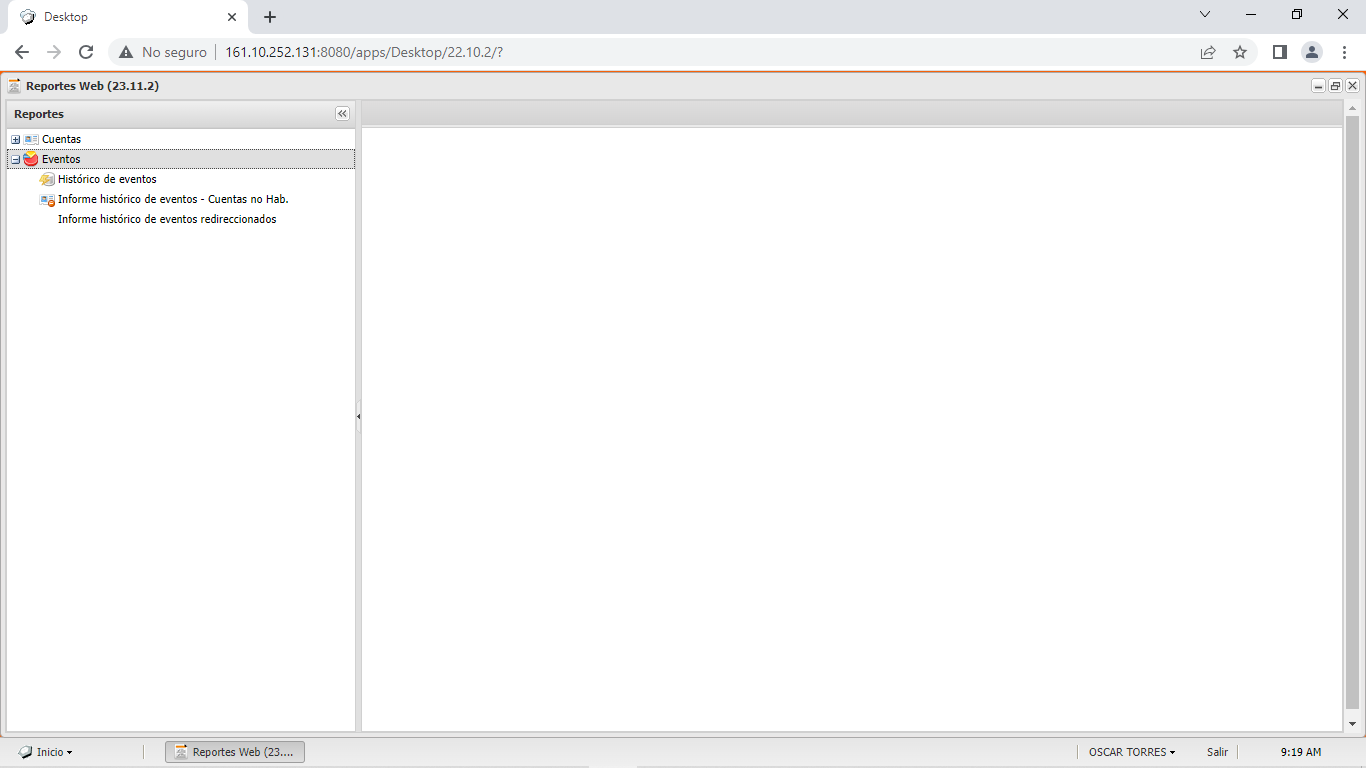 Desktop
No seguro
161.10.252.131:8080/apps/Desktop/22.10.2/?
Reportes Web (23.11.2)
Reportes
Cuentas
Eventos
Histórico de eventos
Informe histórico de eventos - Cuentas no Hab.
Informe histórico de eventos redireccionados
Inicio
Reportes Web (23....
OSCAR TORRES
Salir
9:19 AM